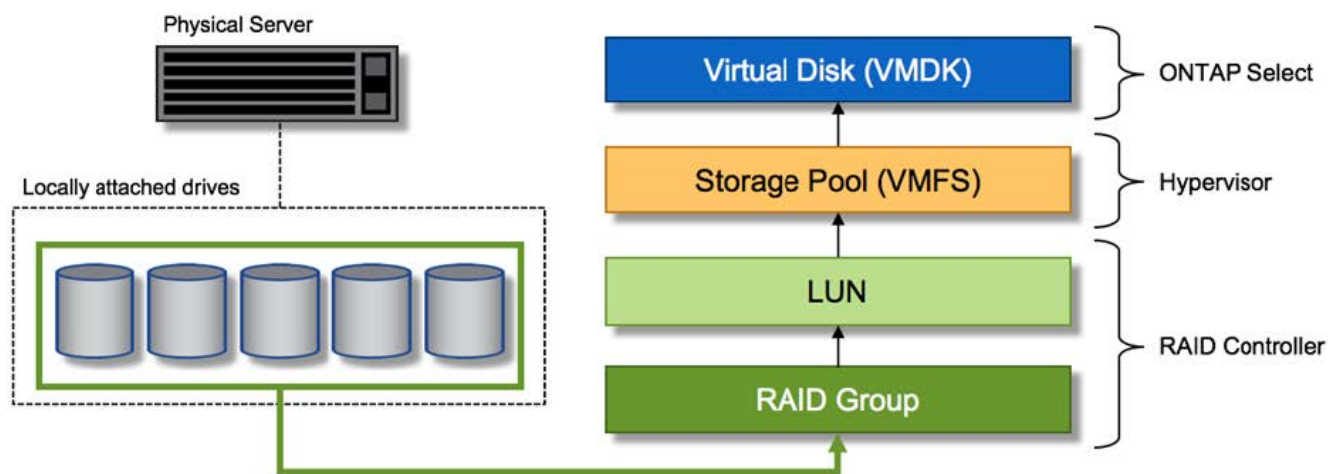 Physical Server
Locally attached drives
Virtual Disk (VMDK)
ONTAP Select
Storage Pool (VMFS)
Hypervisor
LUN
RAID Controller
RAID Group